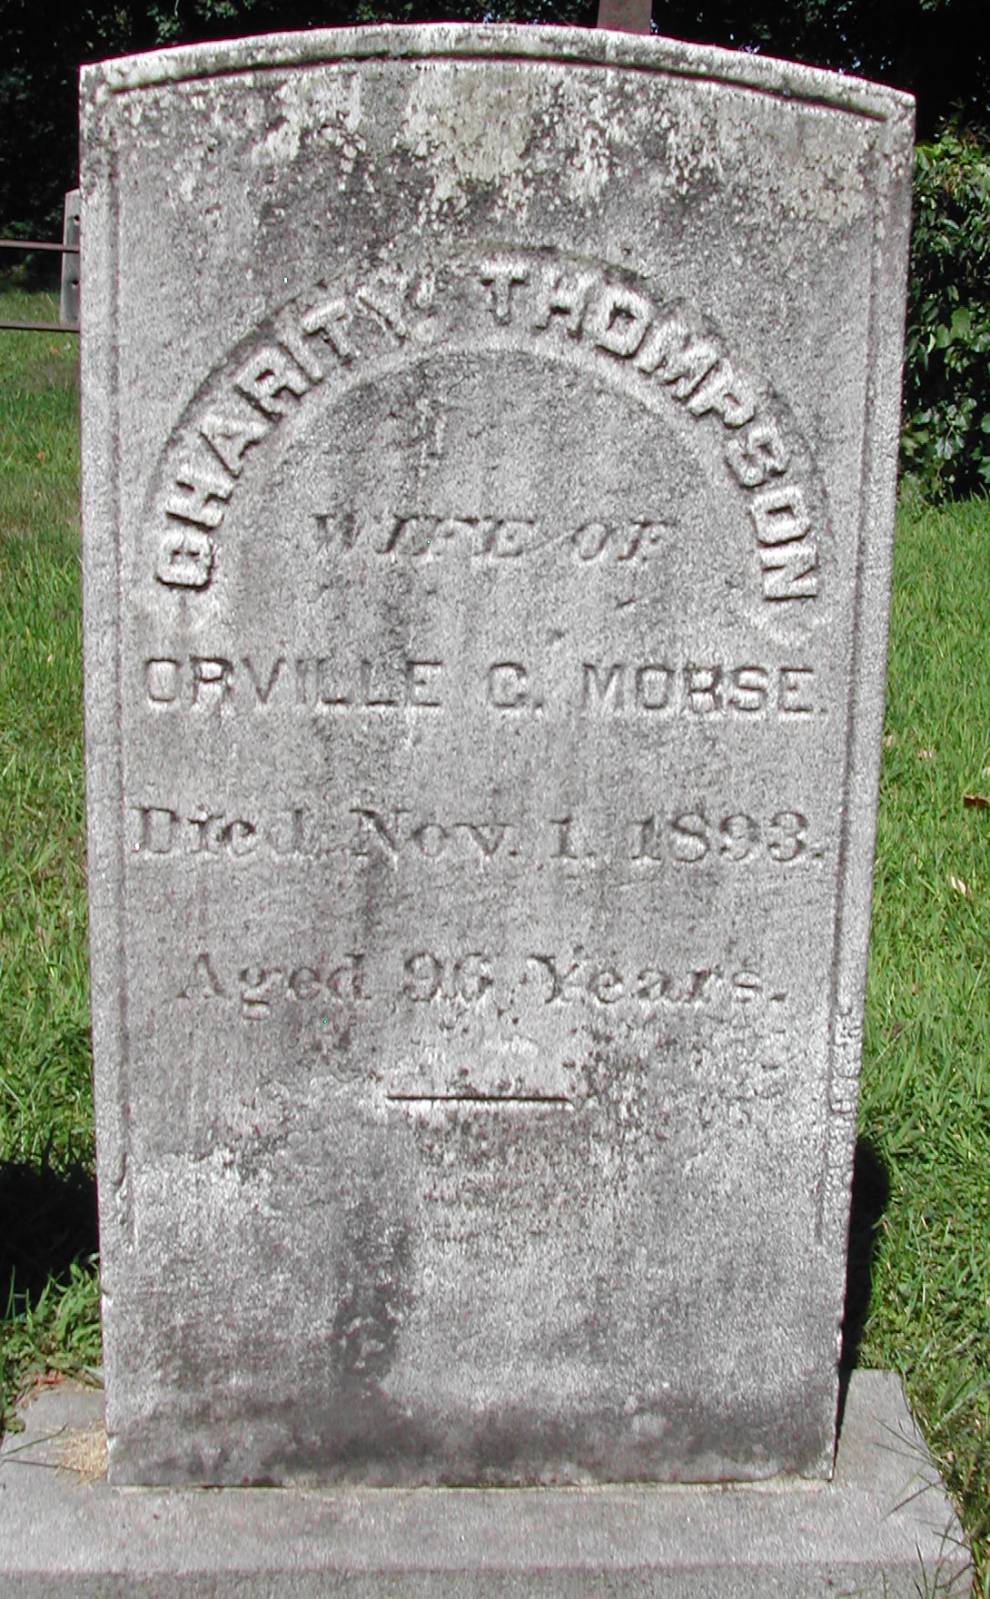 CHARITY THOMPSON
WIFE OF
ORVILLE C. MORSE.
Died Nov. 1. 1893.
Aged 96 Years.